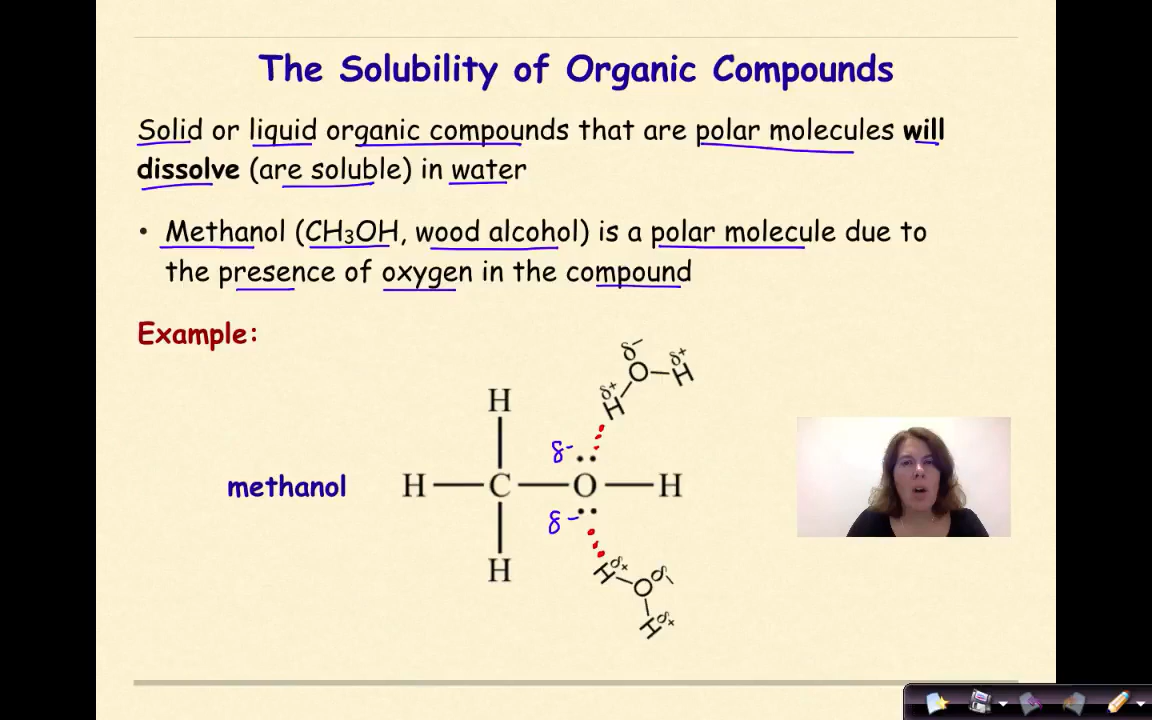 The Solubility of Organic Compounds
Solid or liquid organic compounds that are polar molecules will
dissolve (are soluble) in water
• Methanol (CH₃OH, wood alcohol) is a polar molecule due to
the presence of oxygen in the compound
Example:
δ−
O
δ+
H
δ+
H
H
δ-
methanol
H
C
O
H
δ-
H
δ+
H
O
δ−
H
δ+